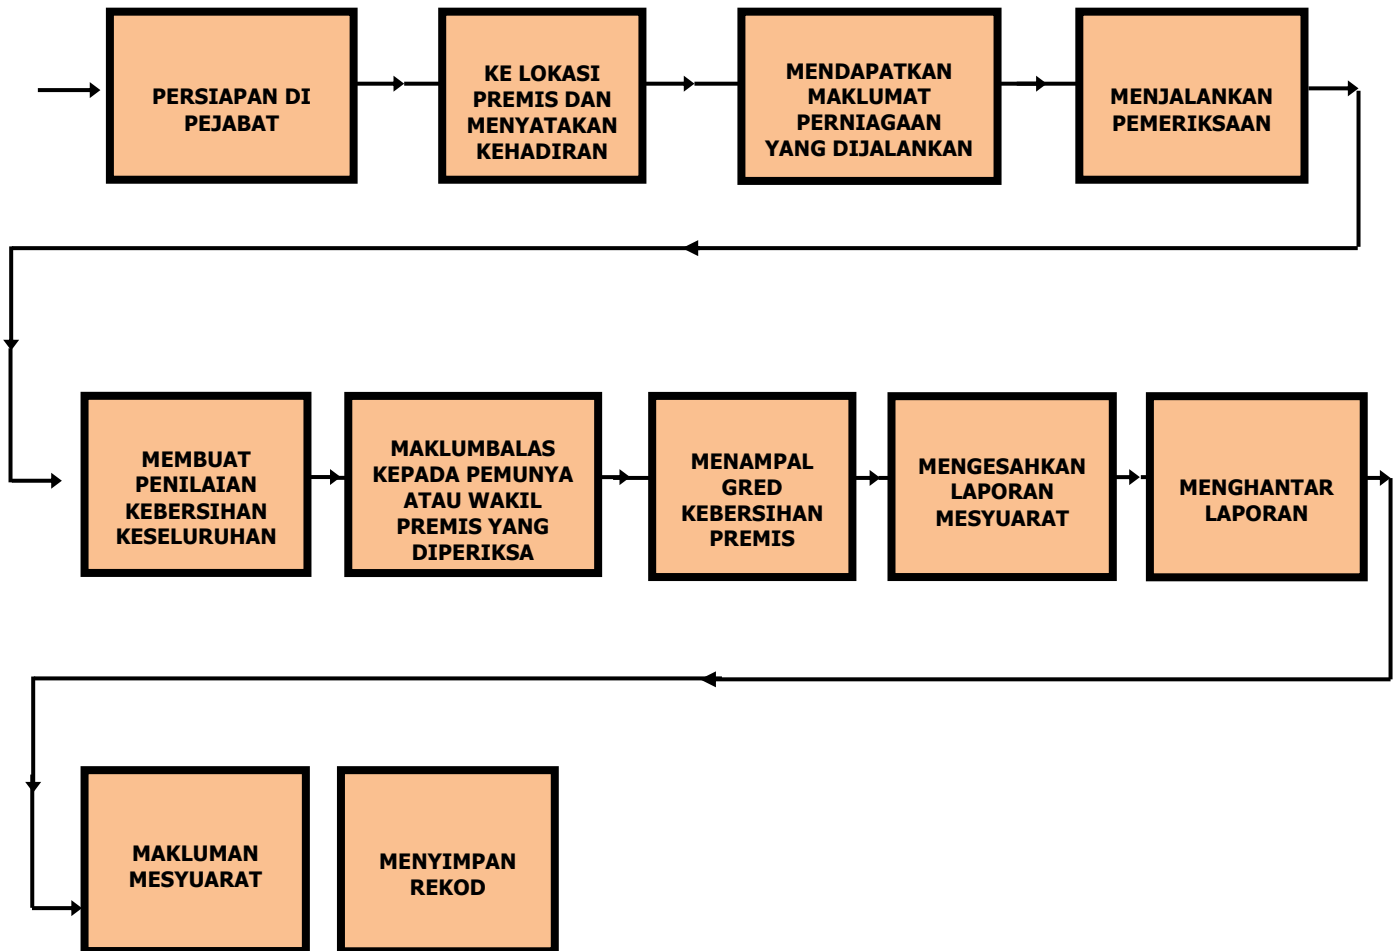 PERSIAPAN DI
PEJABAT
KE LOKASI
PREMIS DAN
MENYATAKAN
KEHADIRAN
MENDAPATKAN
MAKLUMAT
PERNIAGAAN
YANG DIJALANKAN
MENJALANKAN
PEMERIKSAAN
MEMBUAT
PENILAIAN
KEBERSIHAN
KESELURUHAN
MAKLUMBALAS
KEPADA PEMUNYA
ATAU WAKIL
PREMIS YANG
DIPERIKSA
MENAMPAL
GRED
KEBERSIHAN
PREMIS
MENGESAHKAN
LAPORAN
MESYUARAT
MENGHANTAR
LAPORAN
MAKLUMAN
MESYUARAT
MENYIMPAN
REKOD